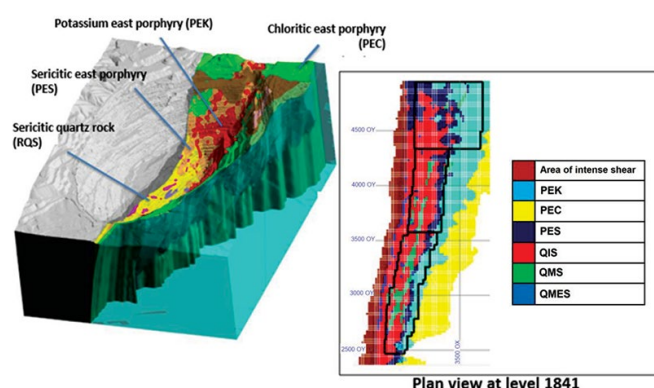 Potassium east porphyry (PEK)
Chloritic east porphyry
(PEC)
Sericitic east porphyry
(PES)
Sericitic quartz rock
(RQS)
4500 OY
4000 OY
3500 OY
3000 OY
2500 OY
3500 OX
Area of intense shear
PEK
PEC
PES
QIS
QMS
QMES
Plan view at level 1841